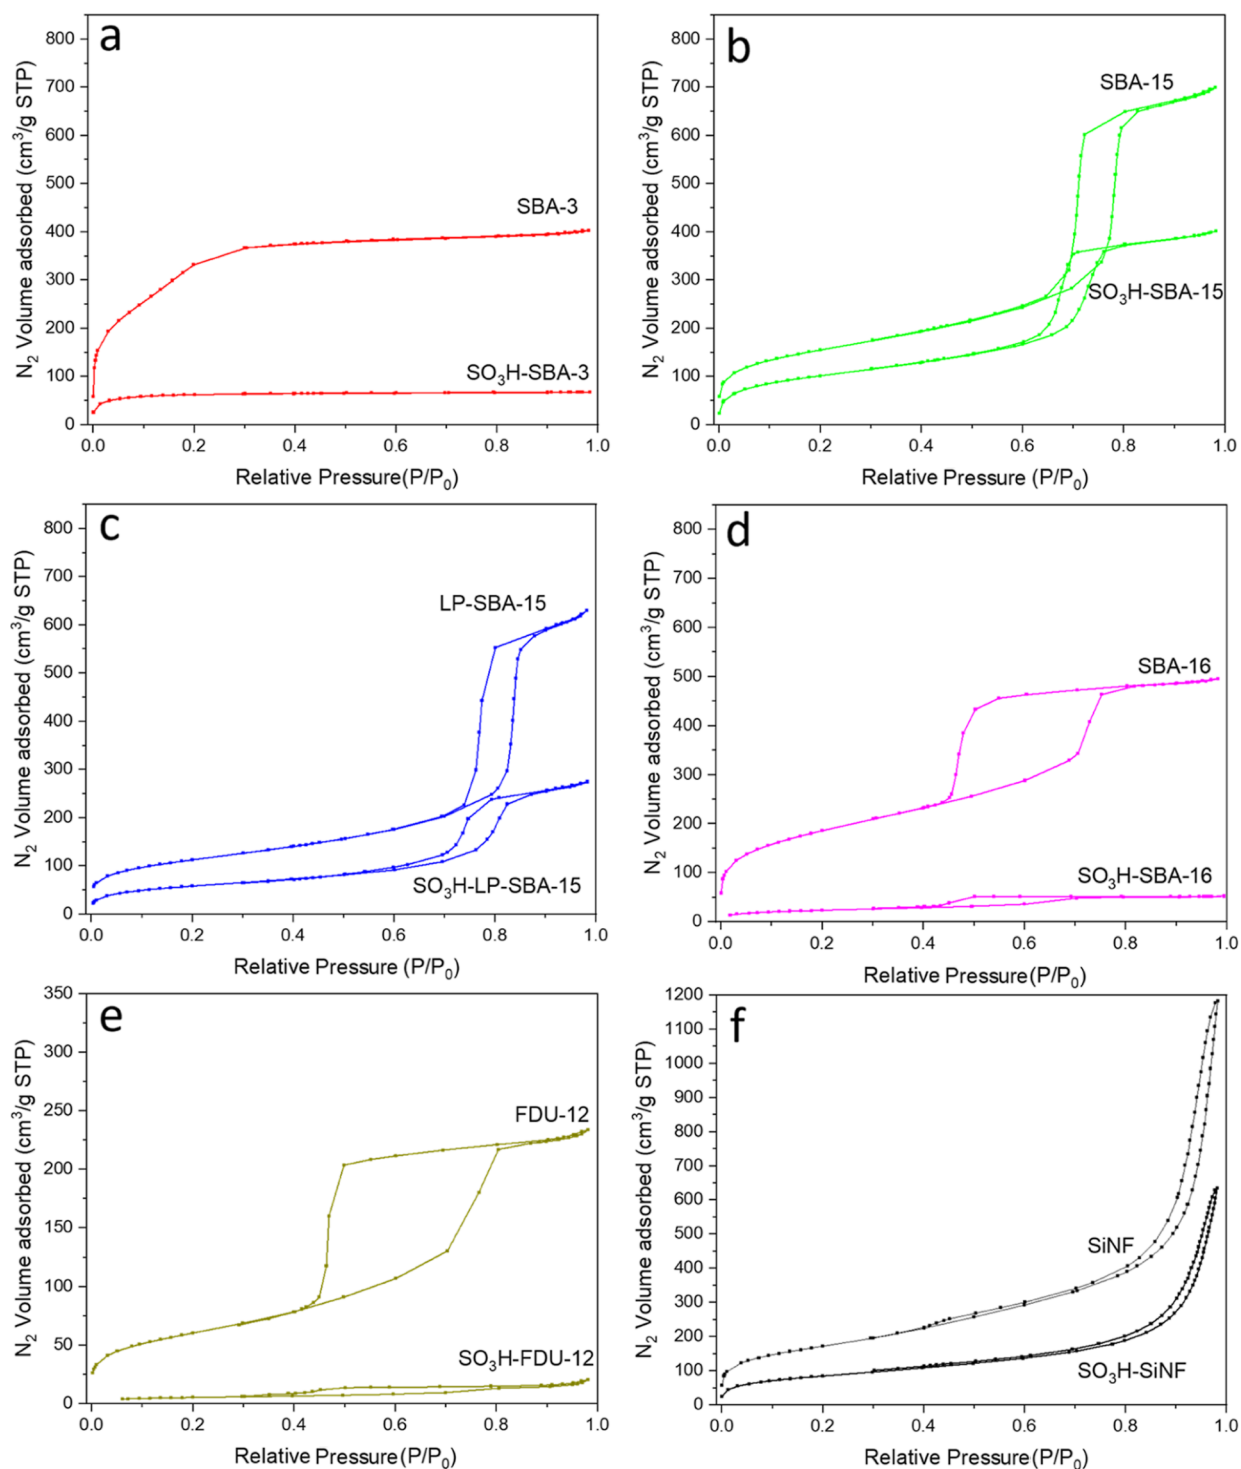 a
800
700
600
500
400
300
200
100
0
N₂ Volume adsorbed (cm³/g STP)
SBA-3
SO₃H-SBA-3
0.0 0.2 0.4 0.6 0.8 1.0
Relative Pressure(P/P₀)
b
800
700
600
500
400
300
200
100
0
N₂ Volume adsorbed (cm³/g STP)
SBA-15
SO₃H-SBA-15
0.0 0.2 0.4 0.6 0.8 1.0
Relative Pressure (P/P₀)
c
800
700
600
500
400
300
200
100
0
N₂ Volume adsorbed (cm³/g STP)
LP-SBA-15
SO₃H-LP-SBA-15
0.0 0.2 0.4 0.6 0.8 1.0
Relative Pressure (P/P₀)
d
800
700
600
500
400
300
200
100
0
N₂ Volume adsorbed (cm³/g STP)
SBA-16
SO₃H-SBA-16
0.0 0.2 0.4 0.6 0.8 1.0
Relative Pressure(P/P₀)
e
350
300
250
200
150
100
50
0
N₂ Volume adsorbed (cm³/g STP)
FDU-12
SO₃H-FDU-12
0.0 0.2 0.4 0.6 0.8 1.0
Relative Pressure(P/P₀)
f
1200
1100
1000
900
800
700
600
500
400
300
200
100
0
N₂ Volume adsorbed (cm³/g STP)
SiNF
SO₃H-SiNF
0.0 0.2 0.4 0.6 0.8 1.0
Relative Pressure (P/P₀)